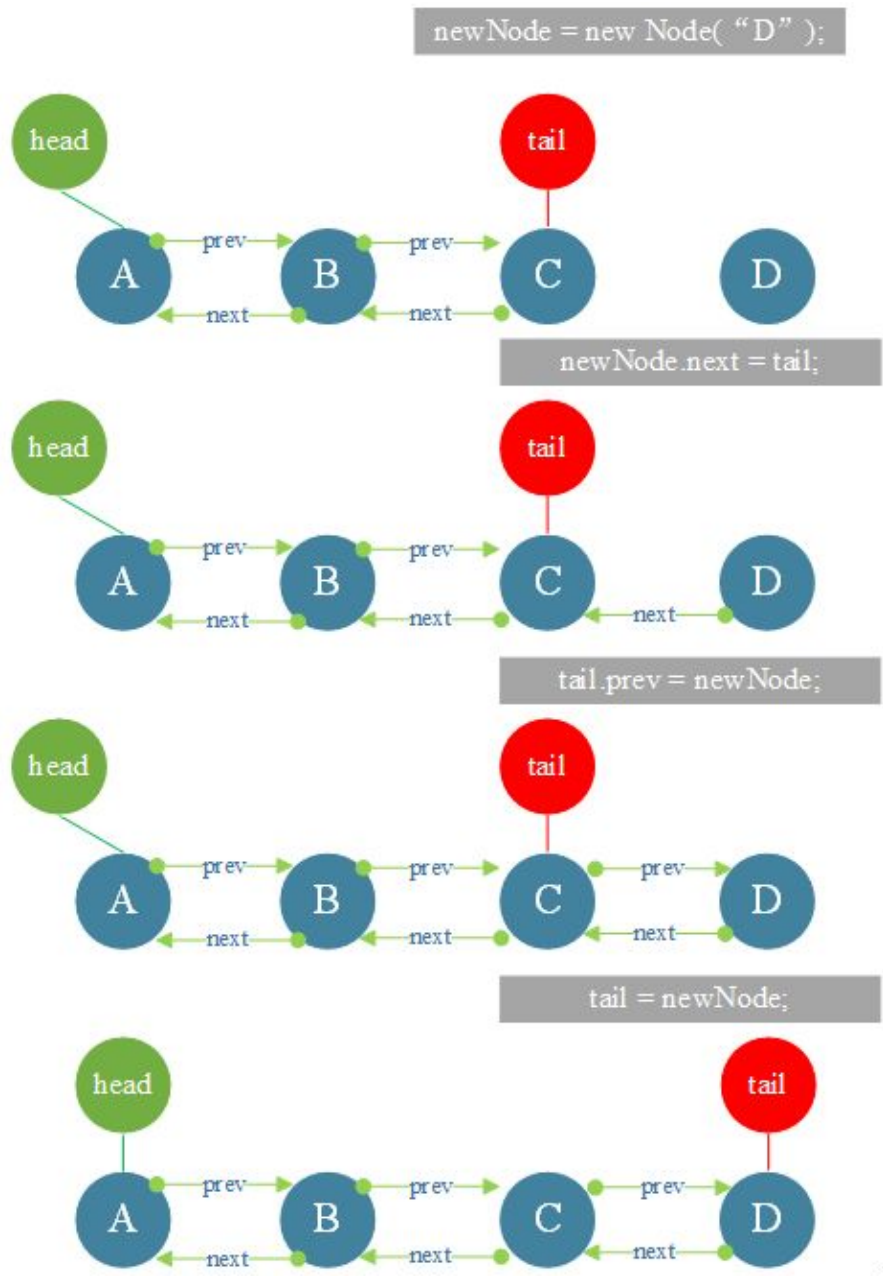 newNode = new Node( “D” );
head tail
prev prev
A B C D
next next
newNode.next = tail;
head tail
prev prev
A B C D
next next next
tail.prev = newNode;
head tail
prev prev prev
A B C D
next next next
tail = newNode;
head tail
prev prev prev
A B C D
next next next